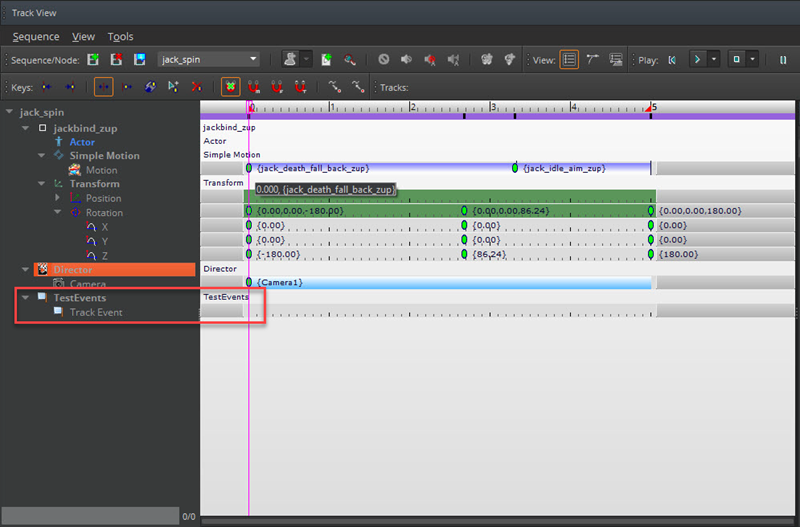 Track View
Sequence View Tools
Sequence/Node: jack_spin View: Play:
Keys: Tracks:
jack_spin
jackbind_zup
Actor
Simple Motion
Motion
Transform
Position
Rotation
X
Y
Z
Director
Camera
TestEvents
Track Event
0/0
0 1 2 3 4 5
jackbind_zup
Actor
Simple Motion
{jack_death_fall_back_zup} {jack_idle_aim_zup}
Transform
0.000, {jack_death_fall_back_zup}
{0.00,0.00,-180.00} {0.00,0.00,86.24} {0.00,0.00,180.00}
{0.00} {0.00} {0.00}
{0.00} {0.00} {0.00}
{-180.00} {86,24} {180.00}
Director
{Camera1}
TestEvents